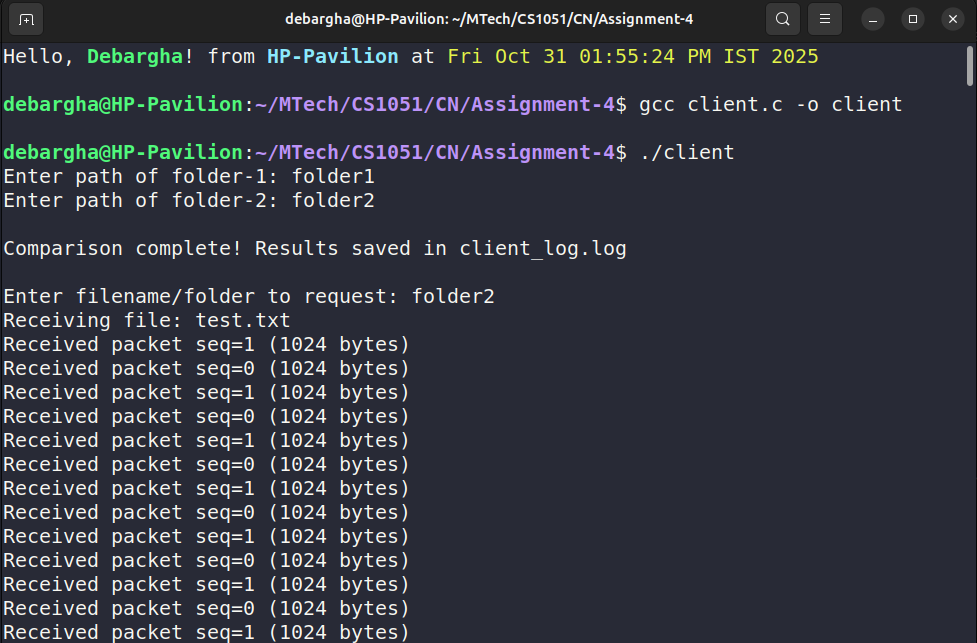 debargha@HP-Pavilion: ~/MTech/CS1051/CN/Assignment-4
Hello, Debargha! from HP-Pavilion at Fri Oct 31 01:55:24 PM IST 2025
debargha@HP-Pavilion:~/MTech/CS1051/CN/Assignment-4$ gcc client.c -o client
debargha@HP-Pavilion:~/MTech/CS1051/CN/Assignment-4$ ./client
Enter path of folder-1: folder1
Enter path of folder-2: folder2
Comparison complete! Results saved in client_log.log
Enter filename/folder to request: folder2
Receiving file: test.txt
Received packet seq=1 (1024 bytes)
Received packet seq=0 (1024 bytes)
Received packet seq=1 (1024 bytes)
Received packet seq=0 (1024 bytes)
Received packet seq=1 (1024 bytes)
Received packet seq=0 (1024 bytes)
Received packet seq=1 (1024 bytes)
Received packet seq=0 (1024 bytes)
Received packet seq=1 (1024 bytes)
Received packet seq=0 (1024 bytes)
Received packet seq=1 (1024 bytes)
Received packet seq=0 (1024 bytes)
Received packet seq=1 (1024 bytes)